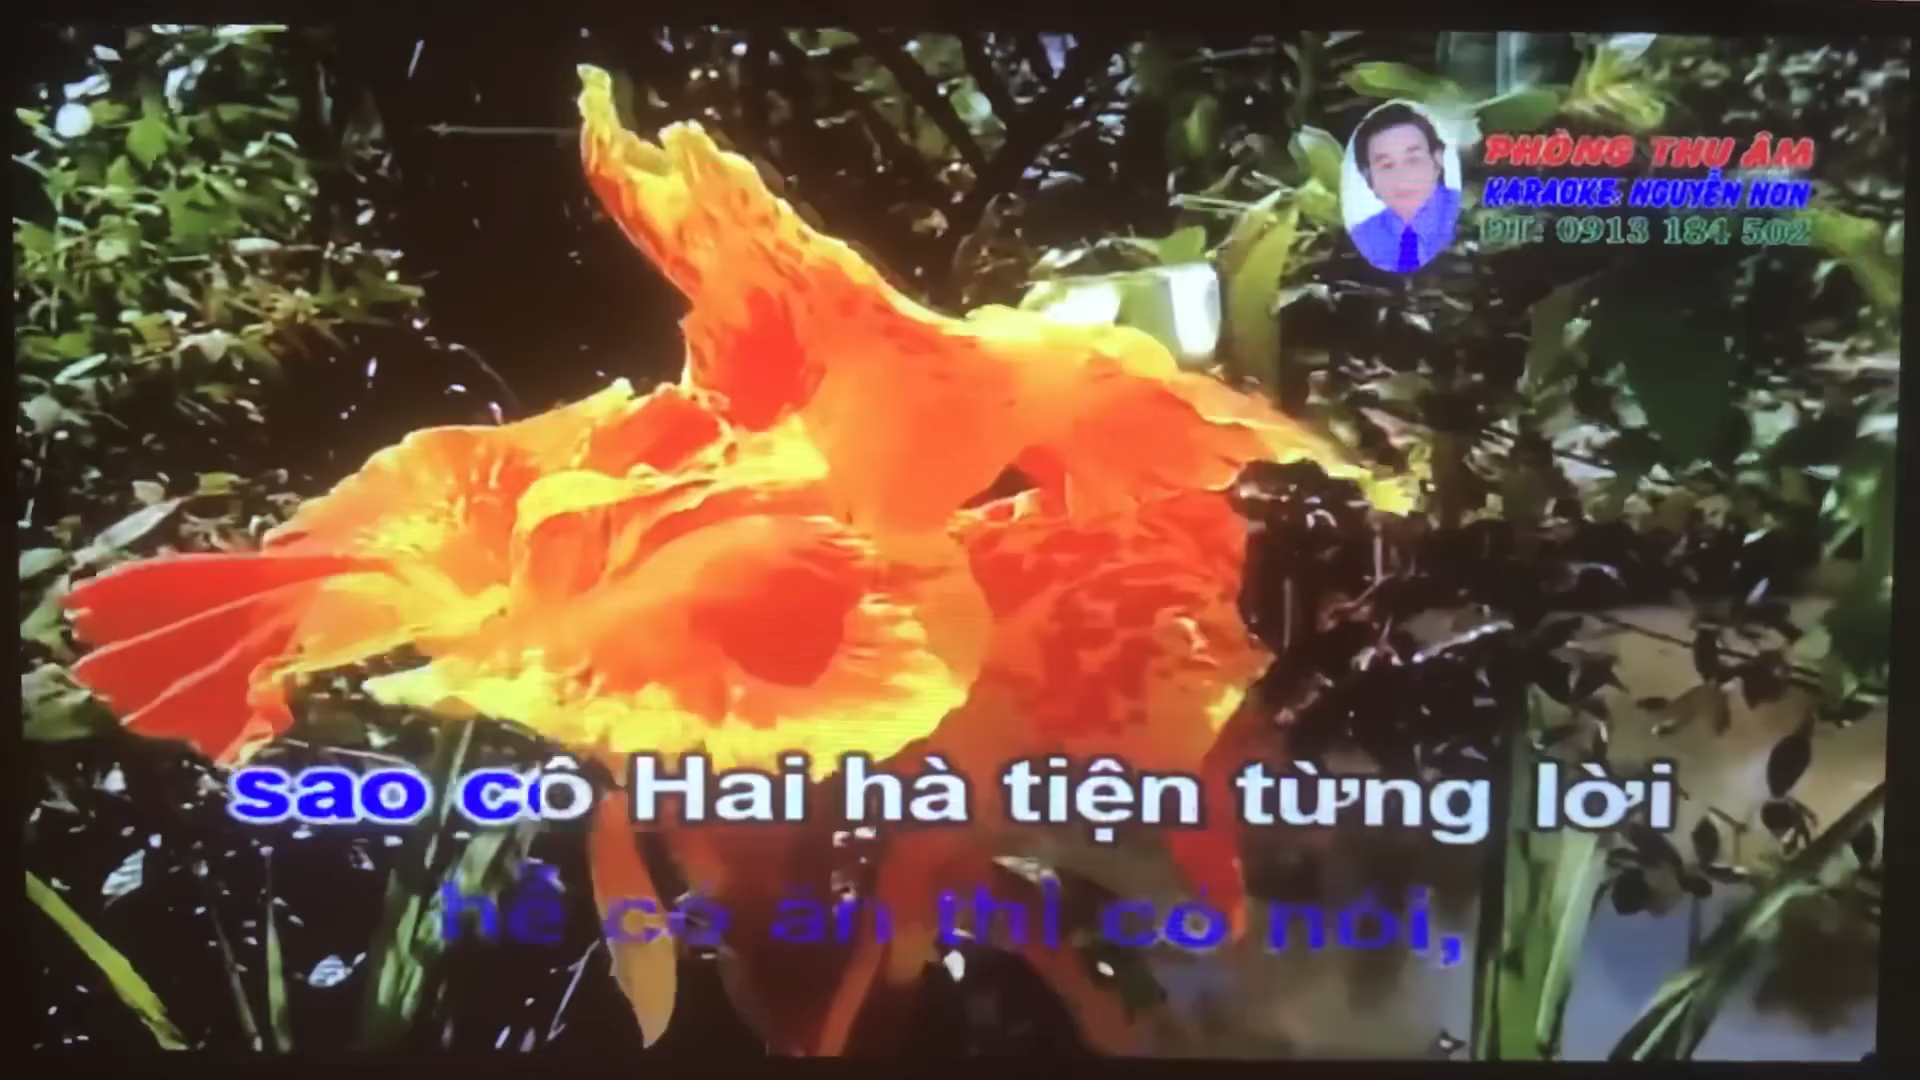 PHÒNG THU ÂM
KARAOKE: NGUYỄN NON
ĐT: 0913 184 502
sao cô Hai hà tiện từng lời
hễ có ăn thì có nói,